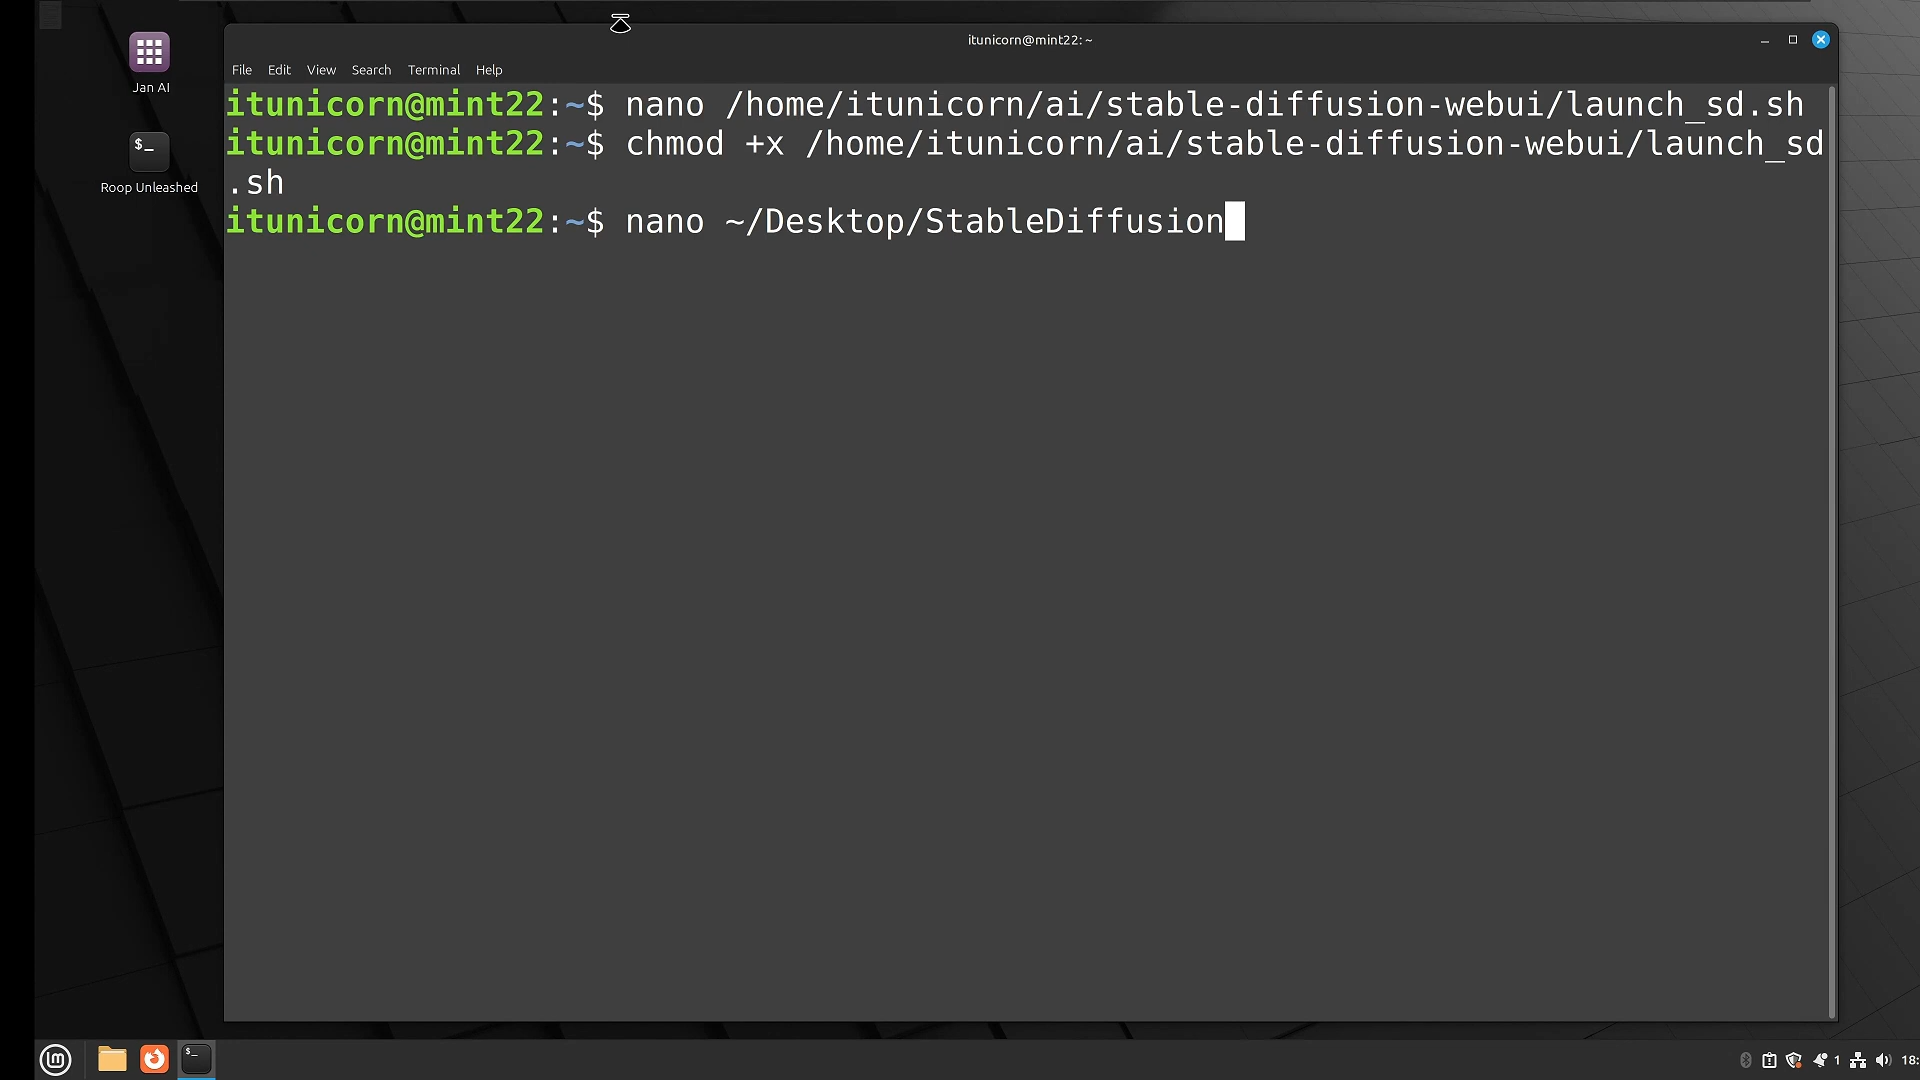 itunicorn@mint22: ~
File Edit View Search Terminal Help
Jan AI
Roop Unleashed
itunicorn@mint22:~$ nano /home/itunicorn/ai/stable-diffusion-webui/launch_sd.sh
itunicorn@mint22:~$ chmod +x /home/itunicorn/ai/stable-diffusion-webui/launch_sd
.sh
itunicorn@mint22:~$ nano ~/Desktop/StableDiffusion
$_
$_
1 18: